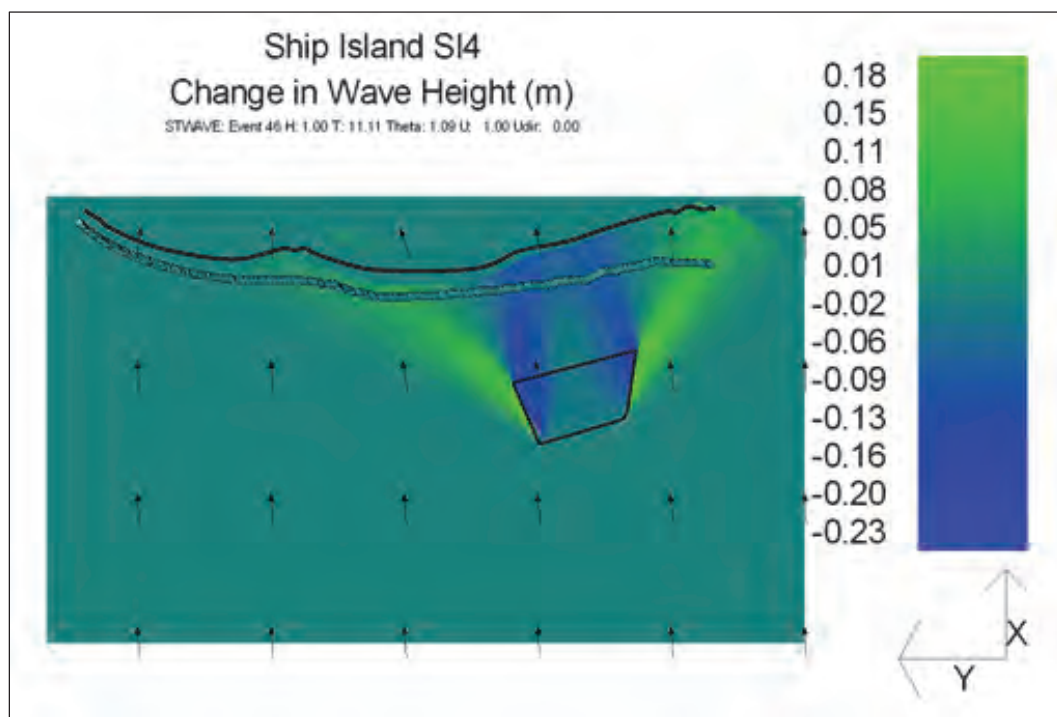 Ship Island SI4
Change in Wave Height (m)
STWAVE: Event 46 H: 1.00 T: 11.11 Theta: 1.09 U: 1.00 Udir: 0.00
0.18
0.15
0.11
0.08
0.05
0.01
-0.02
-0.06
-0.09
-0.13
-0.16
-0.20
-0.23
X
Y